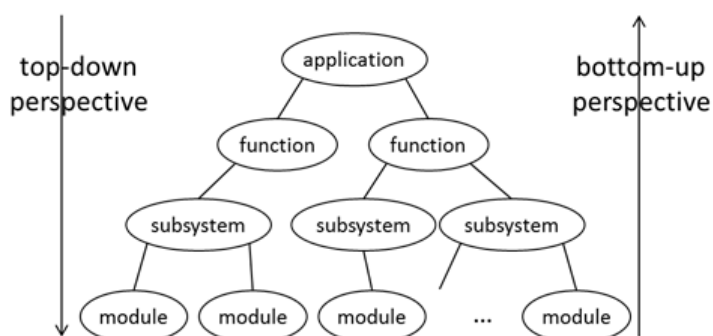 application
top-down
perspective
bottom-up
perspective
function
function
subsystem
subsystem
subsystem
module
module
module
...
module